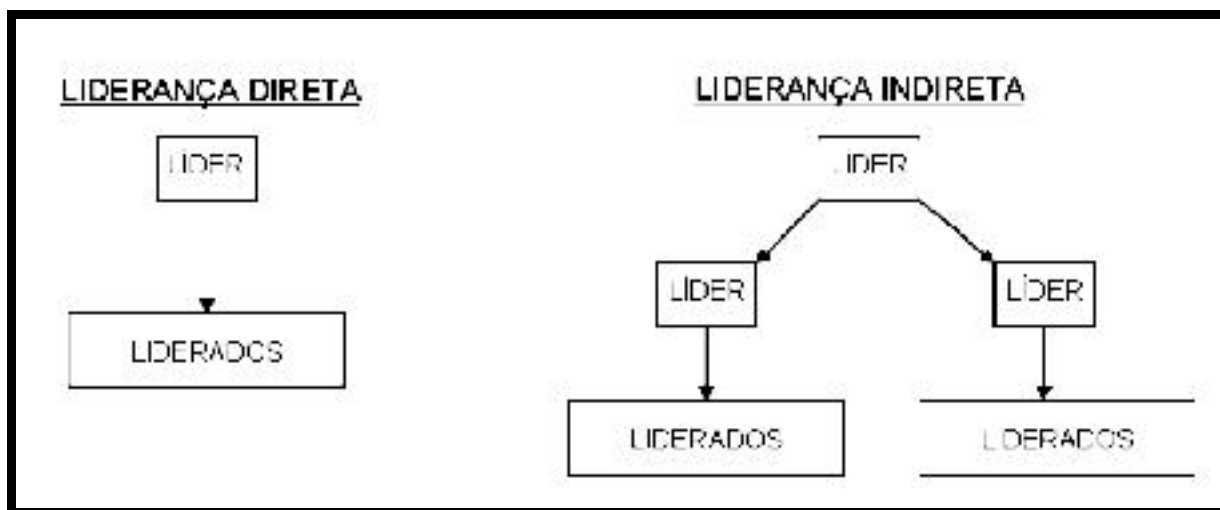 LIDERANÇA DIRETA
LÍDER
LIDERADOS
LIDERANÇA INDIRETA
LÍDER
LÍDER
LÍDER
LIDERADOS
LIDERADOS